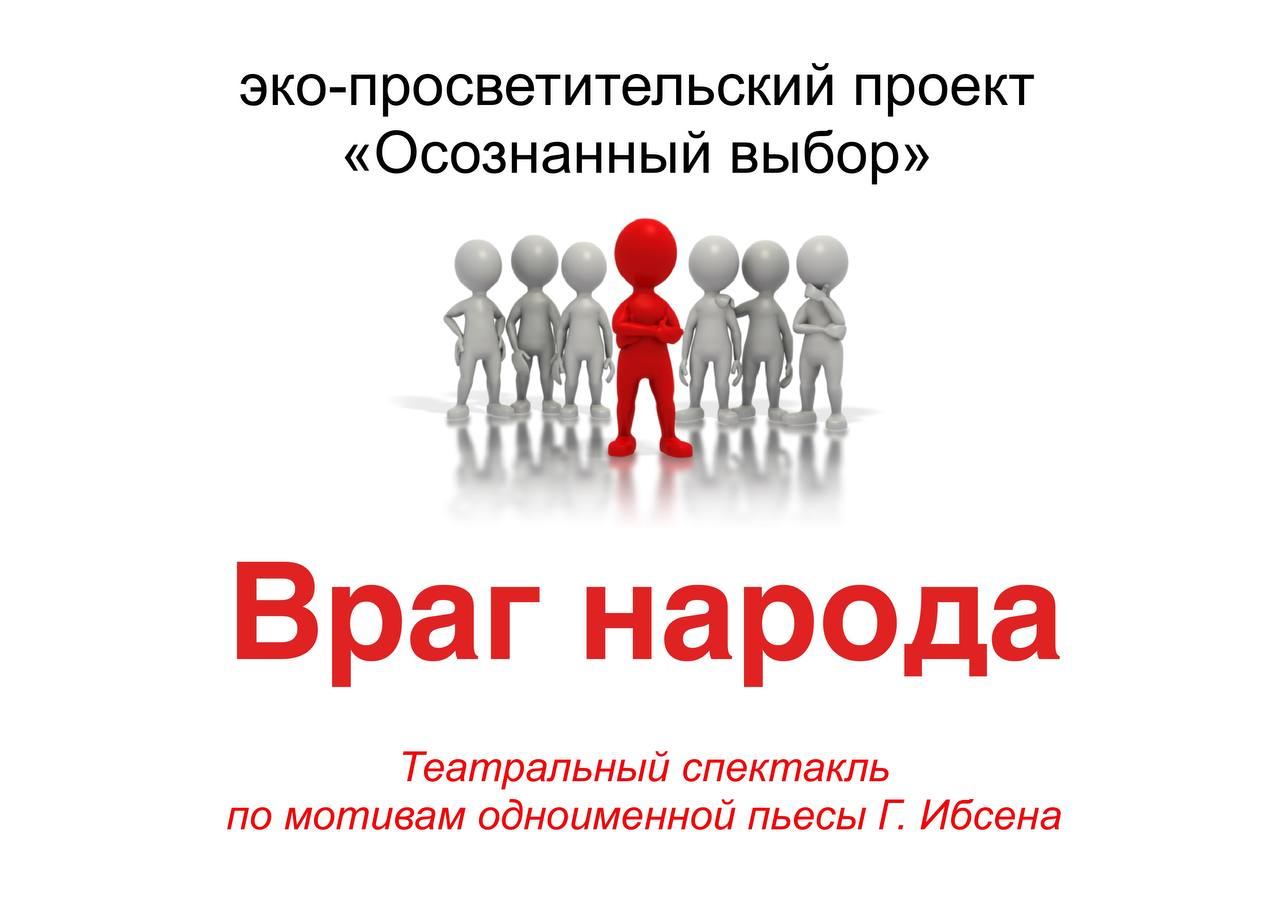 эко-просветительский проект
«Осознанный выбор»
Враг народа
Театральный спектакль
по мотивам одноименной пьесы Г. Ибсена